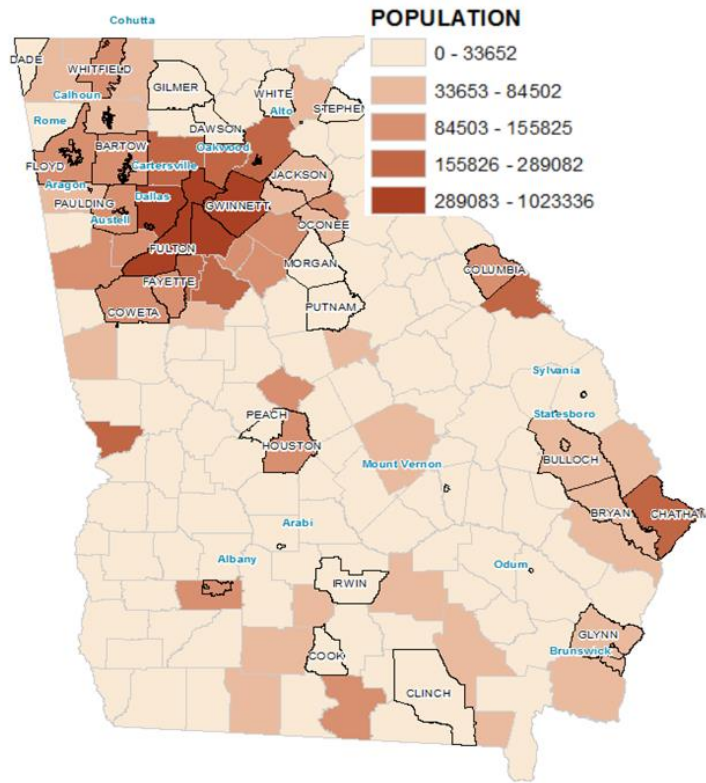 POPULATION
0 - 33652
33653 - 84502
84503 - 155825
155826 - 289082
289083 - 1023336
Cohutta
DADE
WHITFIELD
Calhoun
GILMER
WHITE
Alto
STEPHEN
Rome
DAWSON
BARTOW
Oakwood
FLOYD
Cartersville
JACKSON
Aragon
Dallas
PAULDING
GWINNETT
Austell
OCONEE
FULTON
MORGAN
COLUMBIA
FAYETTE
COWETA
PUTNAM
Sylvania
PEACH
Statesboro
HOUSTON
Mount Vernon
BULLOCH
BRYAN
CHATHAM
Arabi
Albany
Odum
IRWIN
GLYNN
COOK
Brunswick
CLINCH